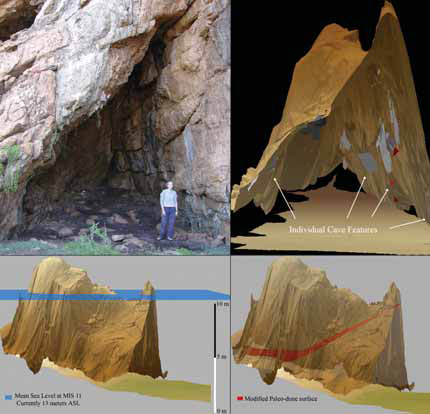 Individual Cave Features
10 m
5 m
0 m
Mean Sea Level at MIS 11
Currently 13 meters ASL
Modified Paleo-dune surface